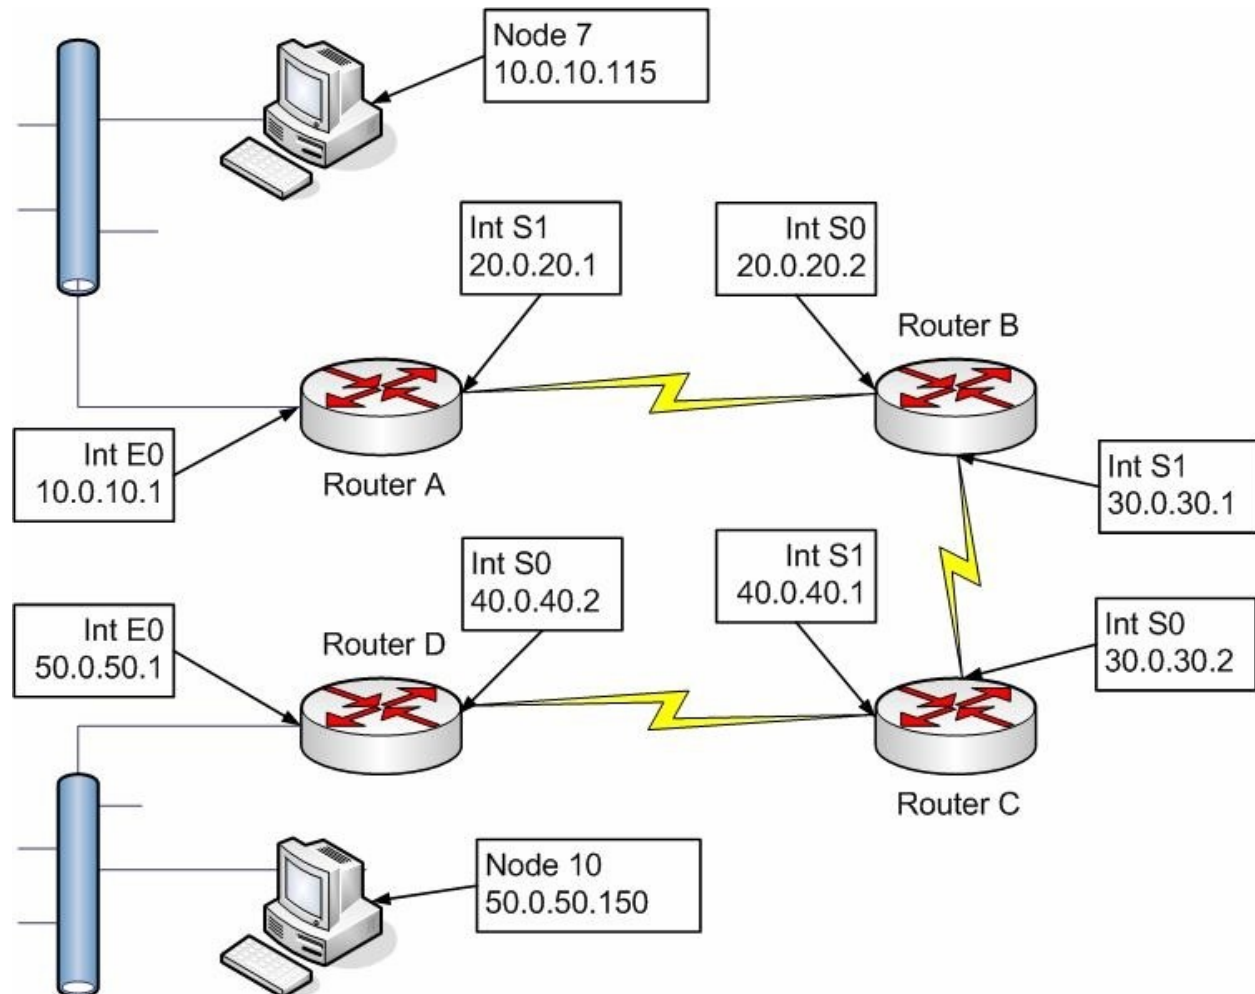 Node 7
10.0.10.115
Int S1
20.0.20.1
Int S0
20.0.20.2
Router B
Int E0
10.0.10.1
Router A
Int S1
30.0.30.1
Int S0
40.0.40.2
Int S1
40.0.40.1
Int E0
50.0.50.1
Router D
Int S0
30.0.30.2
Router C
Node 10
50.0.50.150